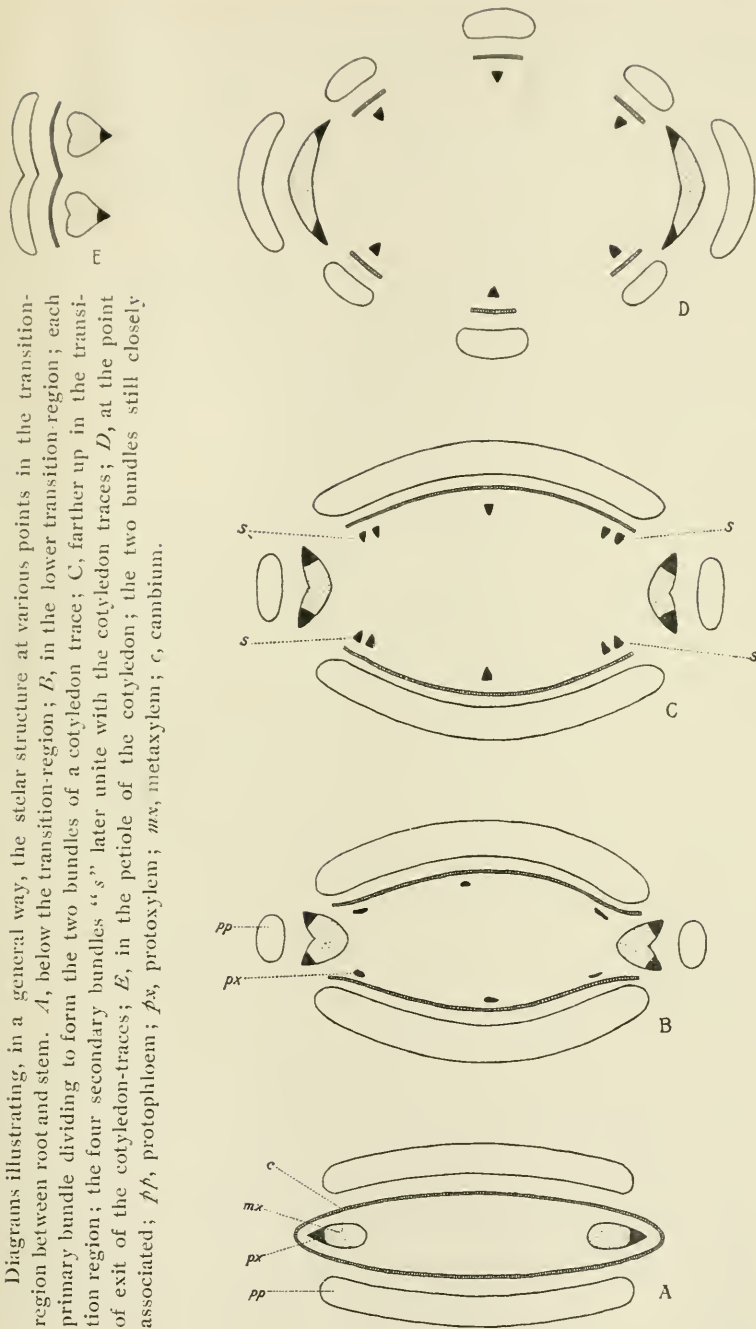 Diagrams illustrating, in a general way, the stelar structure at various points in the transition-
region between root and stem. A, below the transition-region; B, in the lower transition-region; each
primary bundle dividing to form the two bundles of a cotyledon trace; C, farther up in the transi-
tion region; the four secondary bundles “s” later unite with the cotyledon traces; D, at the point
of exit of the cotyledon-traces; E, in the petiole of the cotyledon; the two bundles still closely
associated; pp, protophloem; px, protoxylem; mx, metaxylem; c, cambium.
E
D
s
s
s
s
C
pp
px
B
c
mx
px
pp
A